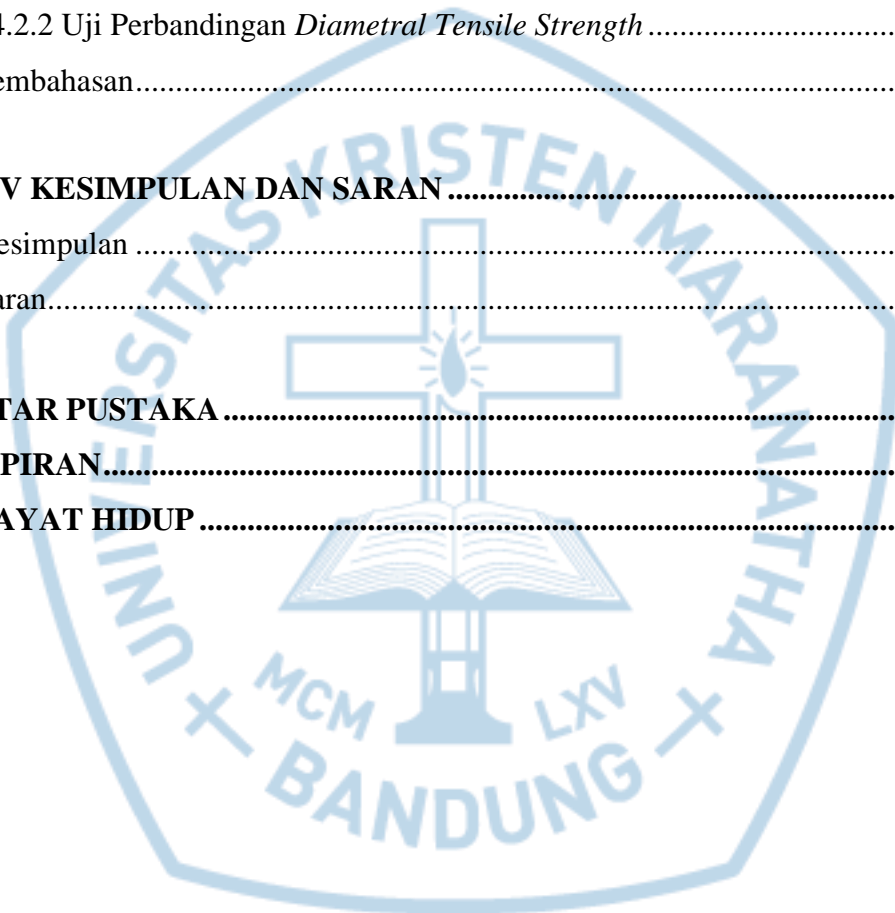 4.2.2 Uji Perbandingan Diametral Tensile Strength ..............................
embahasan..............................
V KESIMPULAN DAN SARAN ..............................
esimpulan ..............................
aran..............................
TAR PUSTAKA ..............................
PIRAN..............................
AYAT HIDUP ..............................
UNIVERSITAS KRISTEN MARANATHA
MCM LXV
BANDUNG